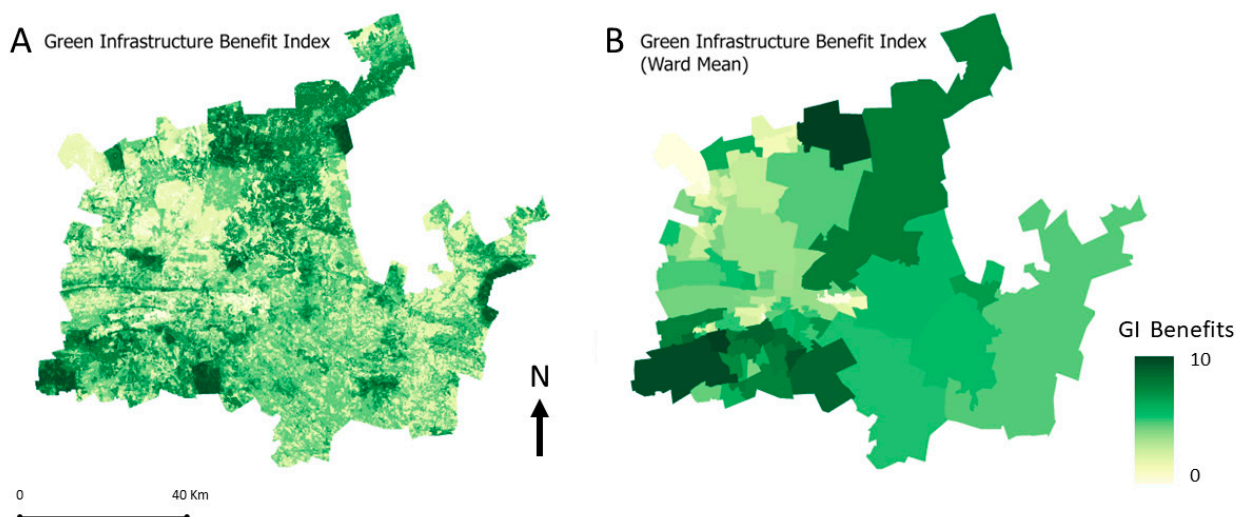 A Green Infrastructure Benefit Index
B Green Infrastructure Benefit Index
(Ward Mean)
GI Benefits
10
0
N
0 40 Km